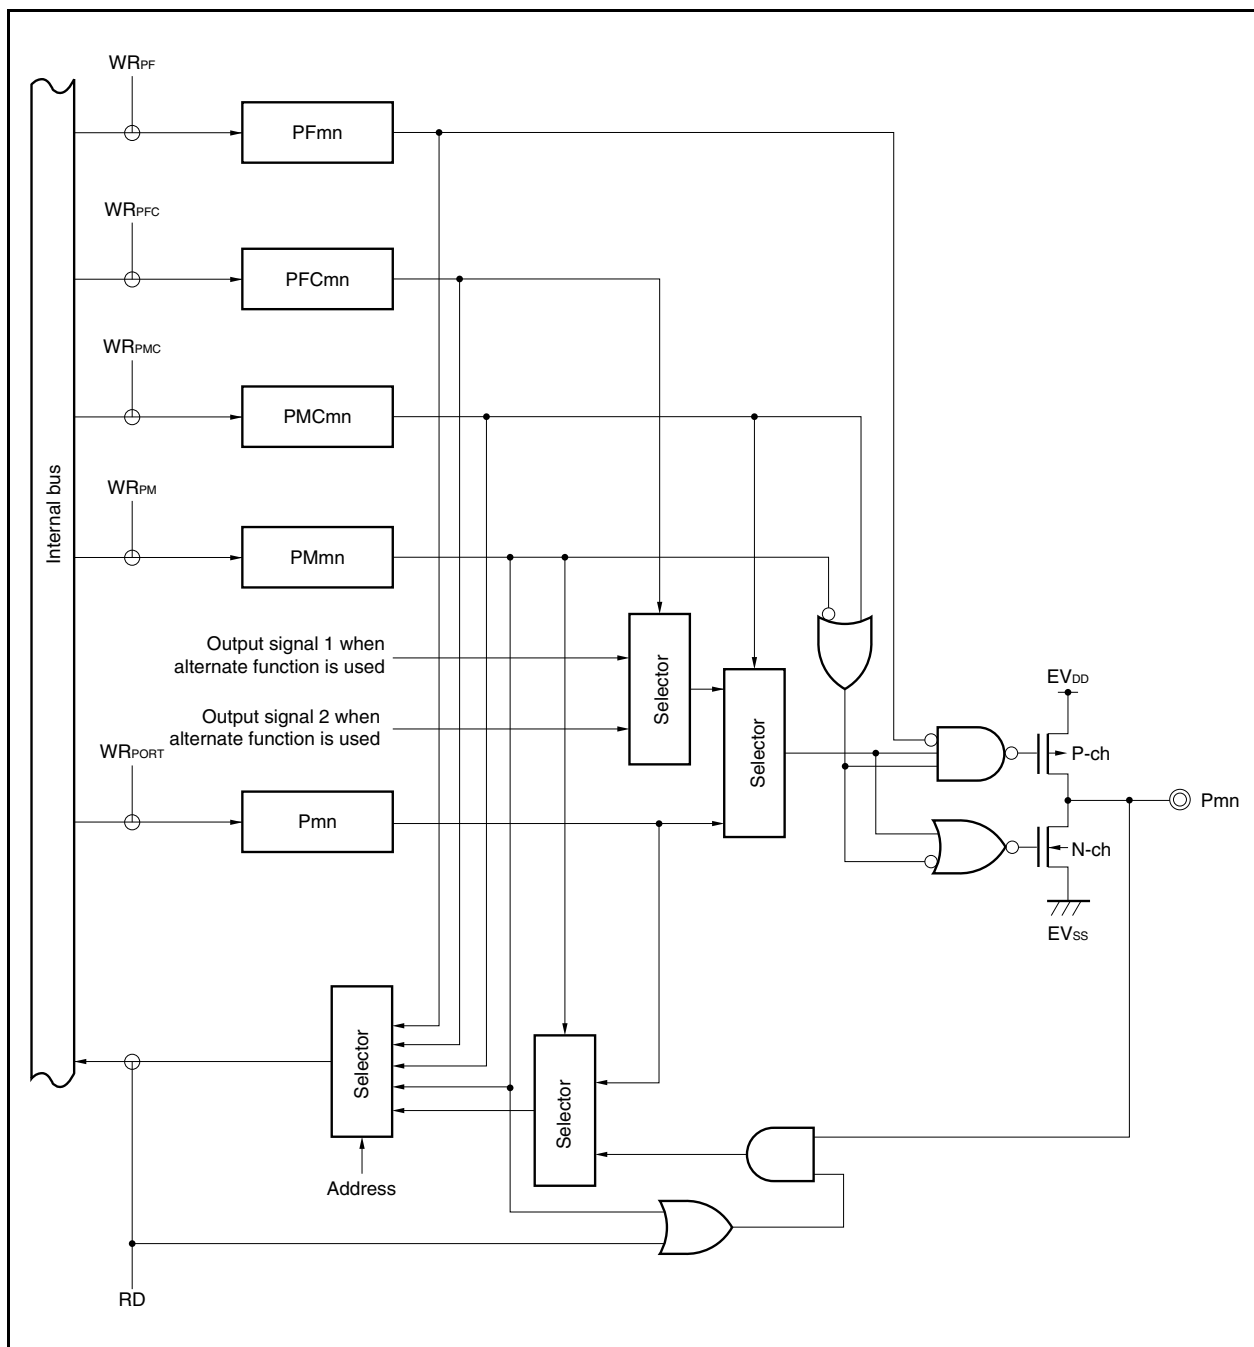 WRPF
PFmn
WRPFC
PFCmn
WRPMC
PMCmn
Internal bus
WRPM
PMmn
Output signal 1 when
alternate function is used
Selector
Output signal 2 when
alternate function is used
Selector
EVDD
P-ch
WRPORT
Pmn
Pmn
N-ch
EVSS
Selector
Selector
Address
RD